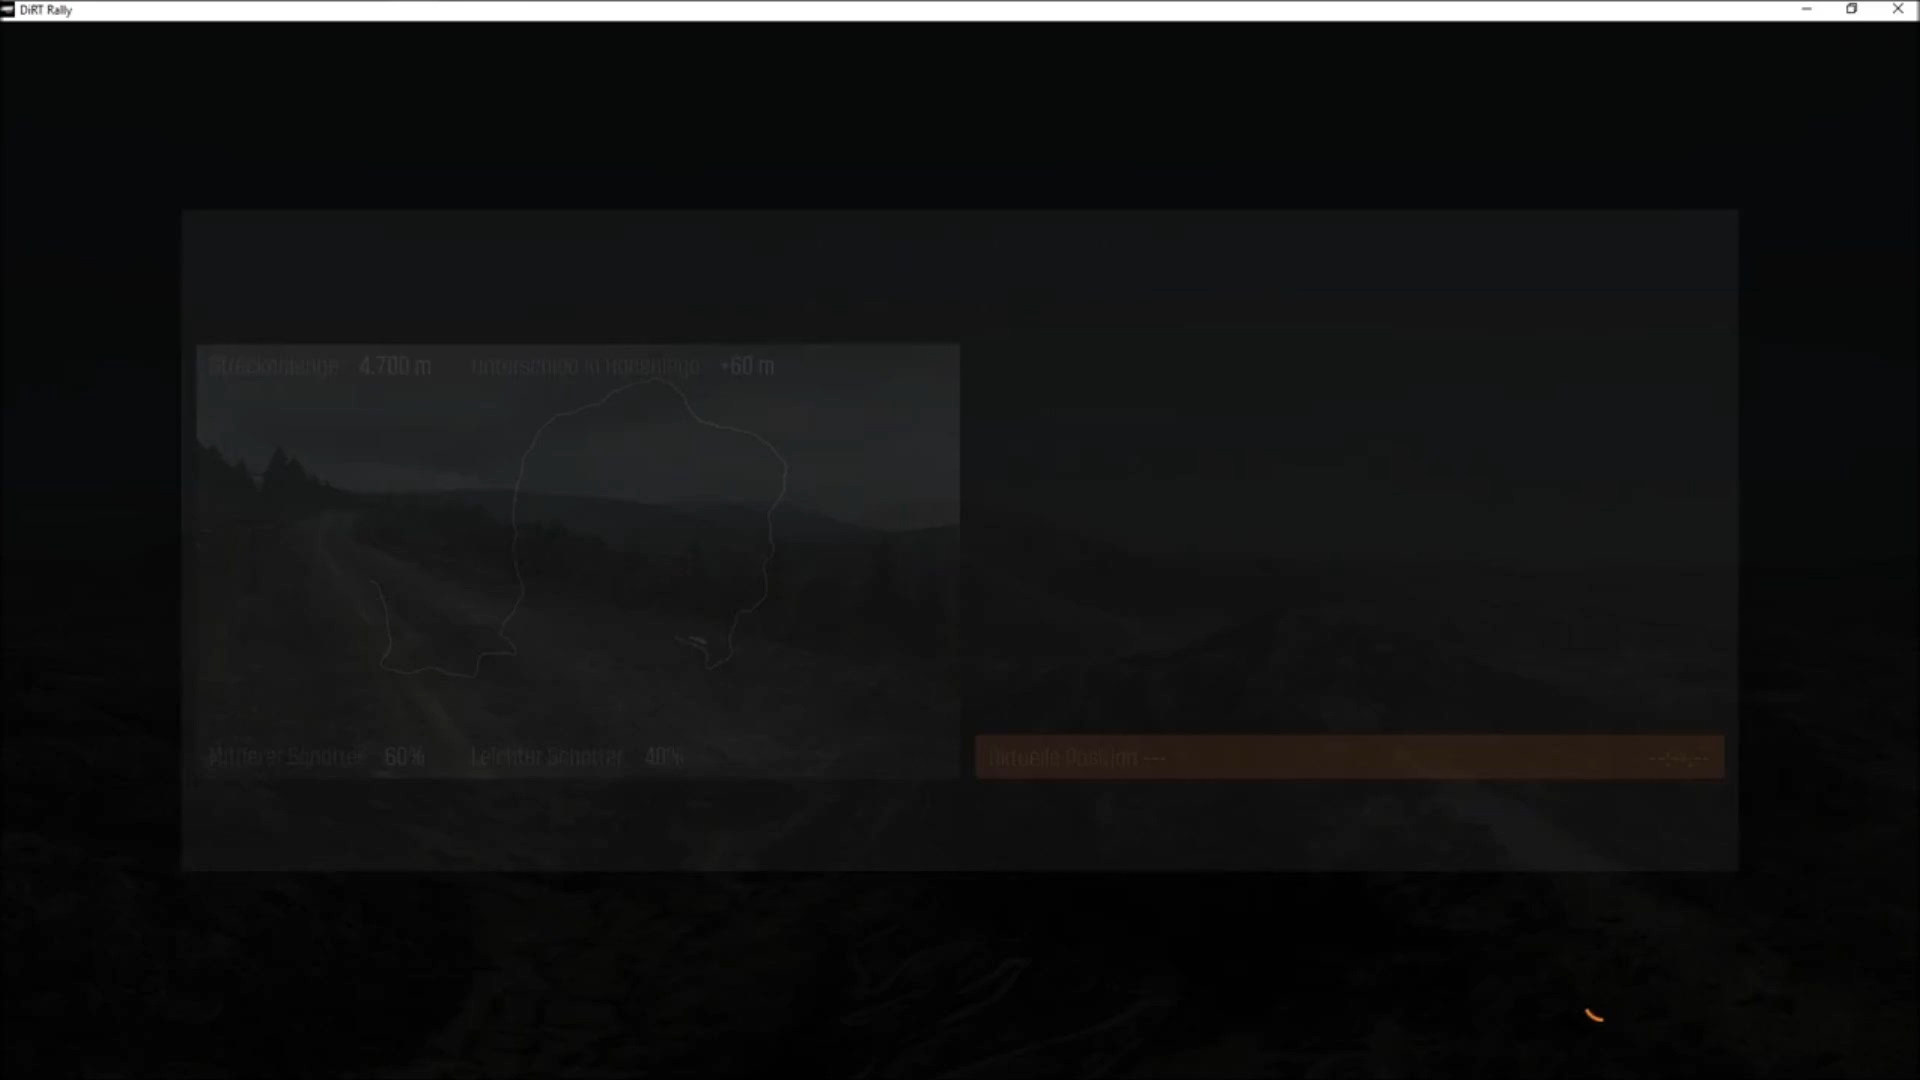 DiRT Rally
Streckenlänge 4.700 m Unterschied in Höhenlage +60 m
Mittlerer Schotter 60% Leichter Schotter 40%
Aktuelle Position --- --:--.--